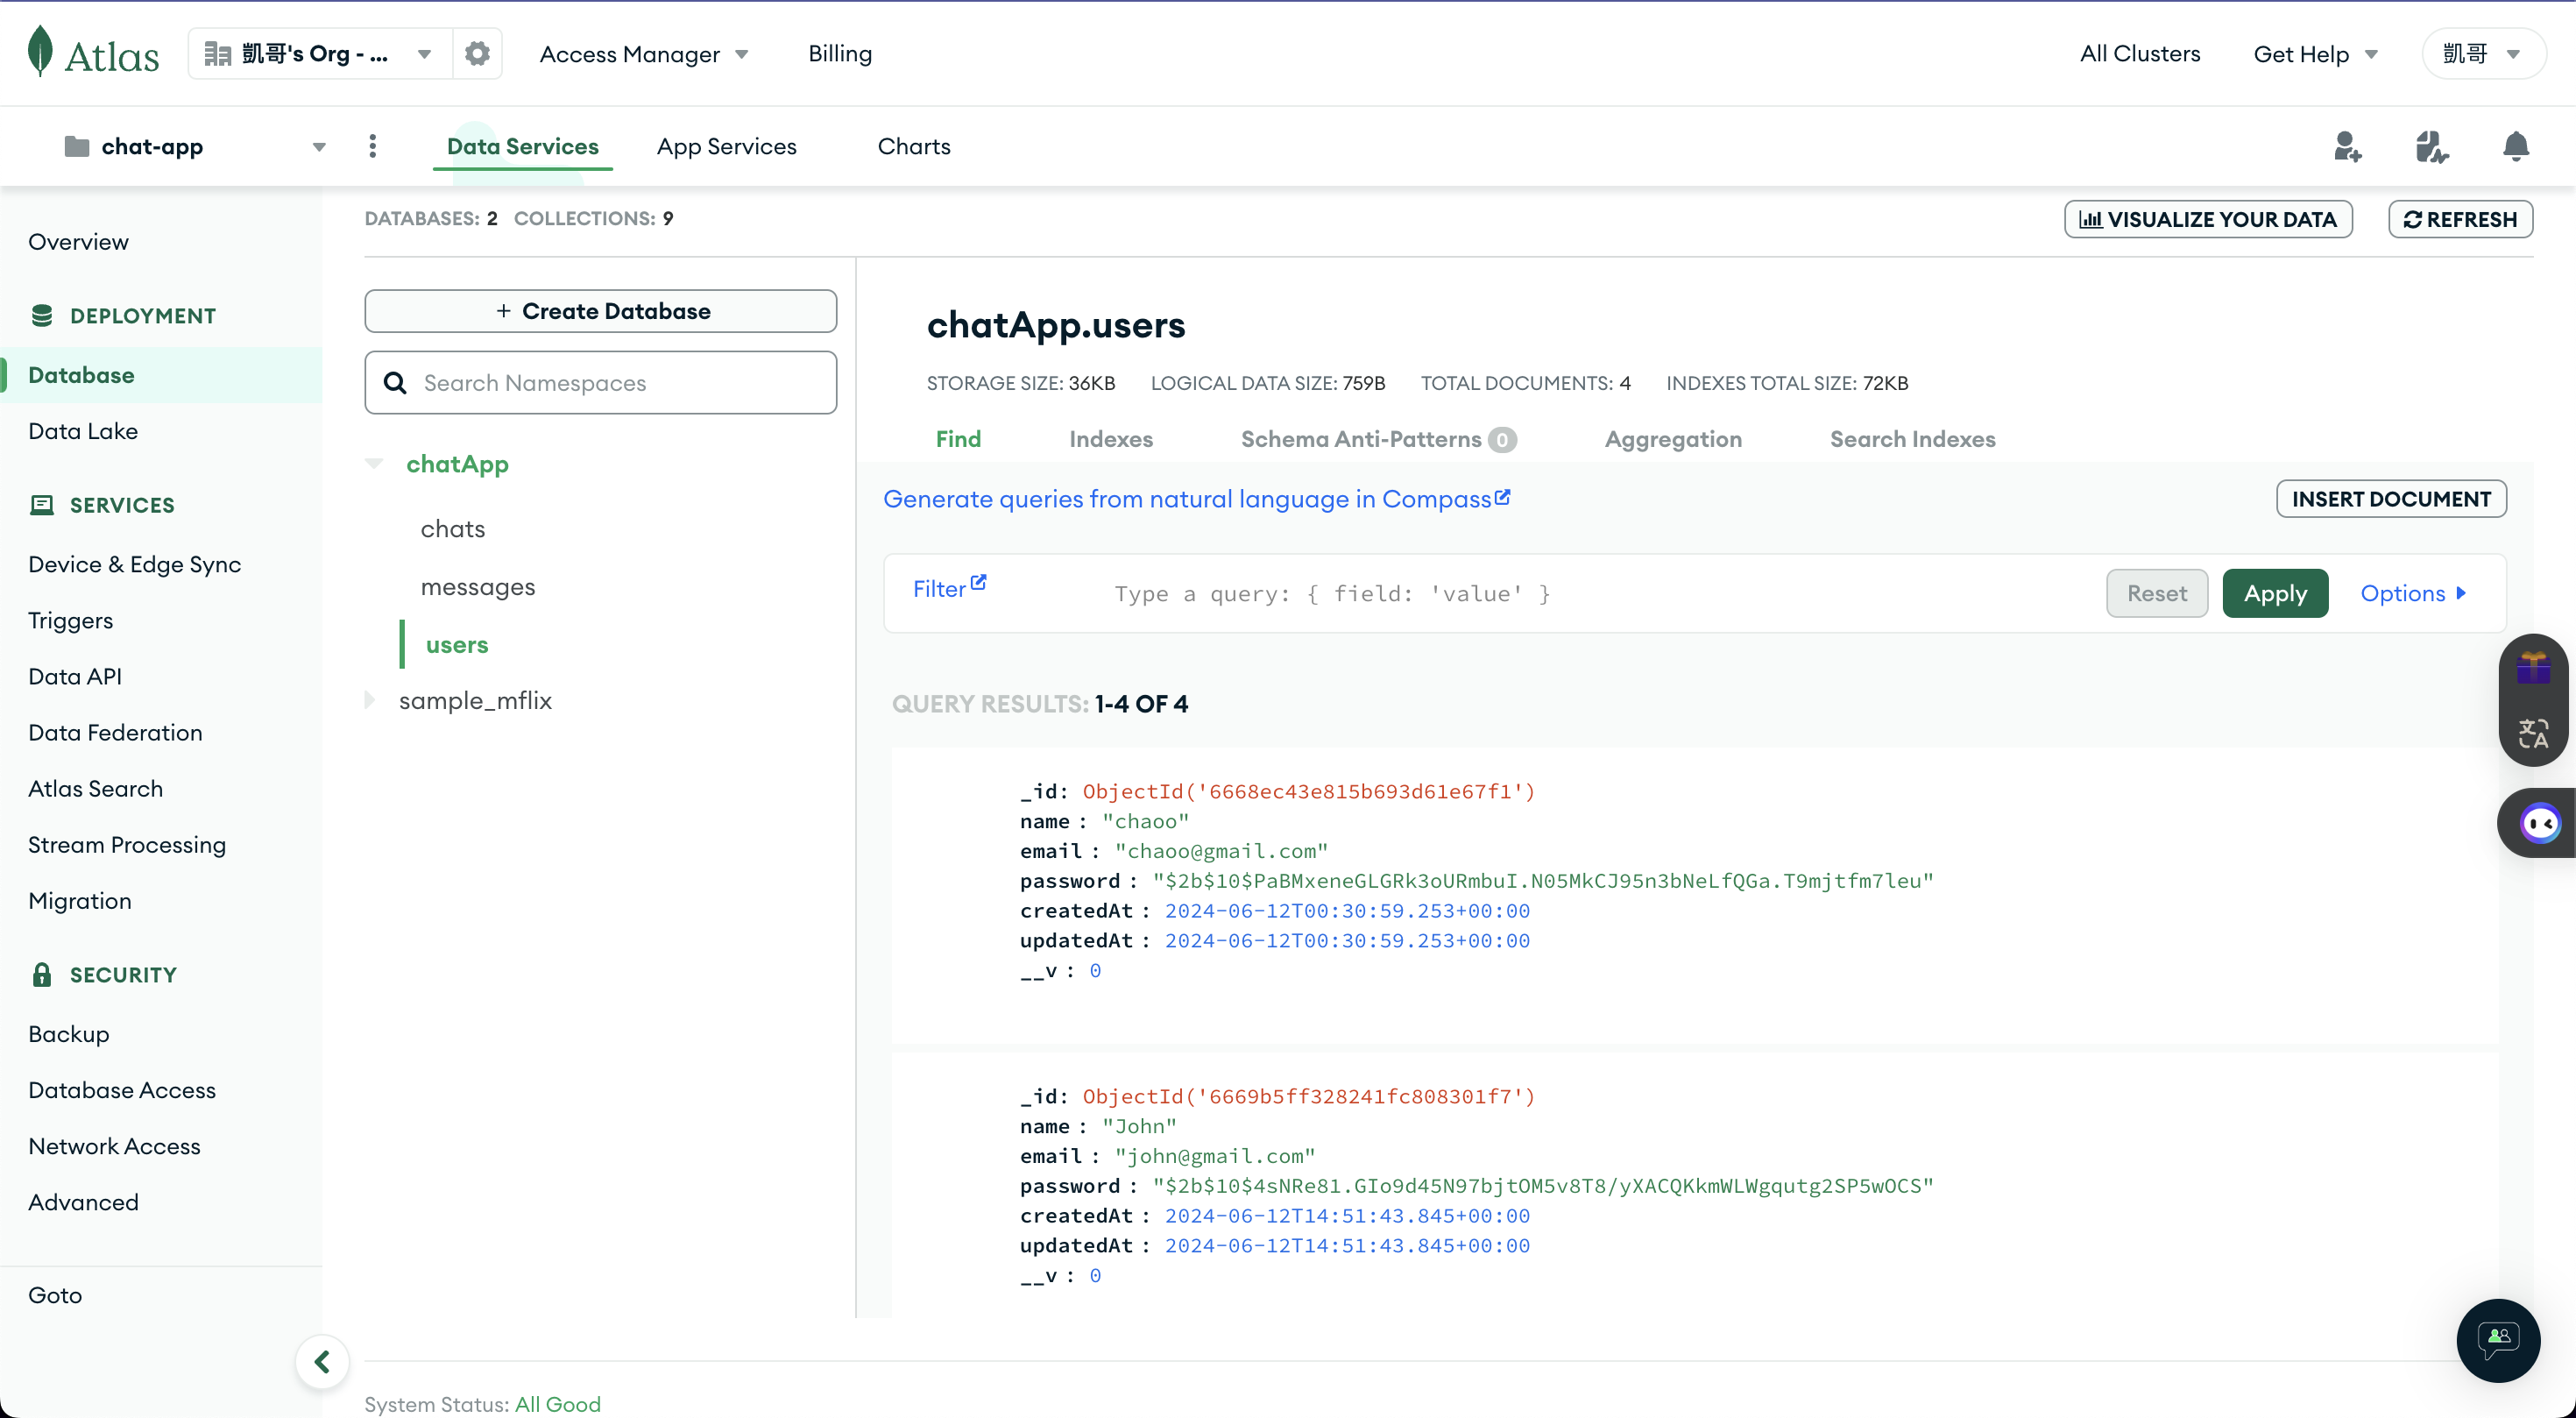 Atlas
凱哥's Org - ...
Access Manager
Billing
All Clusters
Get Help
凱哥
chat-app
Data Services
App Services
Charts
DATABASES: 2 COLLECTIONS: 9
VISUALIZE YOUR DATA
REFRESH
Overview
DEPLOYMENT
Database
Data Lake
SERVICES
Device & Edge Sync
Triggers
Data API
Data Federation
Atlas Search
Stream Processing
Migration
SECURITY
Backup
Database Access
Network Access
Advanced
Goto
+ Create Database
Search Namespaces
chatApp
chats
messages
users
sample_mflix
chatApp.users
STORAGE SIZE: 36KB LOGICAL DATA SIZE: 759B TOTAL DOCUMENTS: 4 INDEXES TOTAL SIZE: 72KB
Find
Indexes
Schema Anti-Patterns 0
Aggregation
Search Indexes
Generate queries from natural language in Compass
INSERT DOCUMENT
Filter
Type a query: { field: 'value' }
Reset
Apply
Options
QUERY RESULTS: 1-4 OF 4
_id: ObjectId('6668ec43e815b693d61e67f1')
name : "chaoo"
email : "chaoo@gmail.com"
password : "$2b$10$PaBMxeneGLGRk3oURmbuI.N05MkCJ95n3bNeLfQGa.T9mjtfm7leu"
createdAt : 2024-06-12T00:30:59.253+00:00
updatedAt : 2024-06-12T00:30:59.253+00:00
__v : 0
_id: ObjectId('6669b5ff328241fc808301f7')
name : "John"
email : "john@gmail.com"
password : "$2b$10$4sNRe81.GIo9d45N97bjtOM5v8T8/yXACQKkmWLWgqutg2SP5wOCS"
createdAt : 2024-06-12T14:51:43.845+00:00
updatedAt : 2024-06-12T14:51:43.845+00:00
__v : 0
System Status: All Good
文A